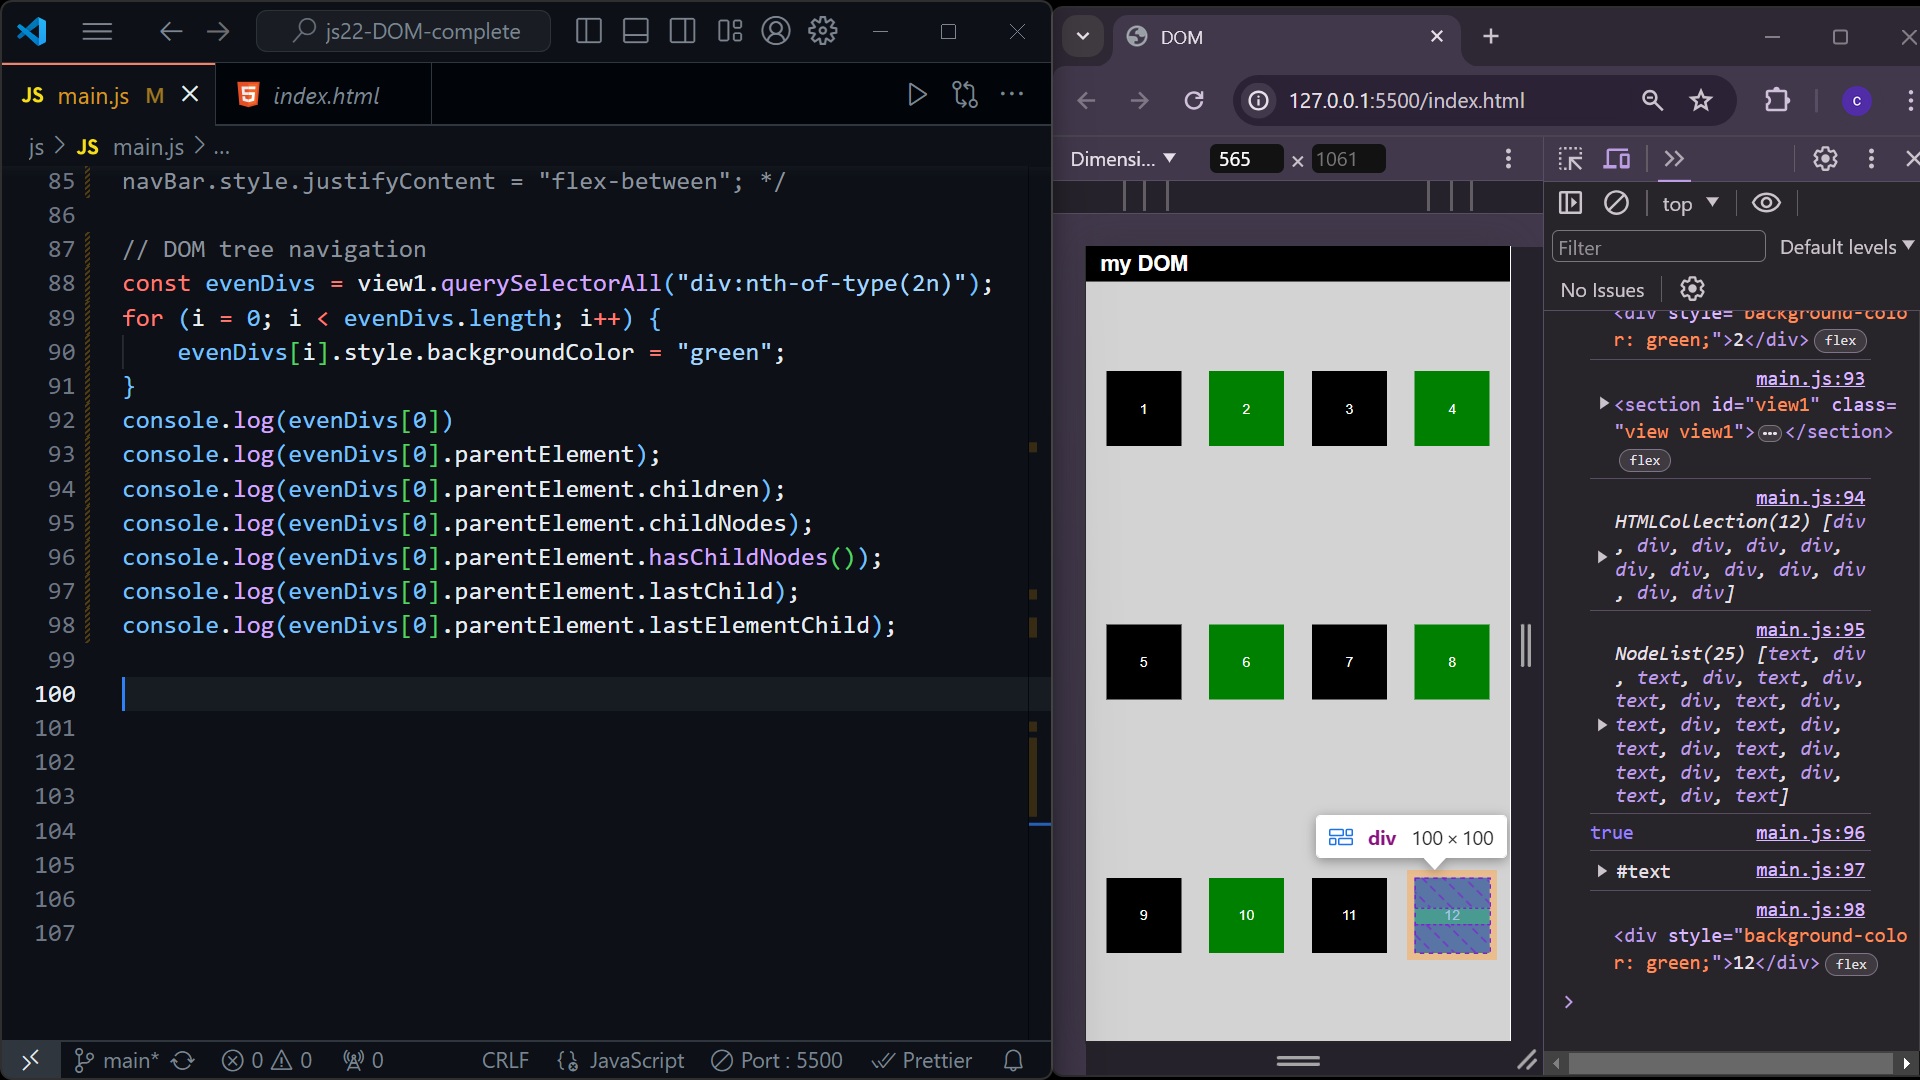 js22-DOM-complete
JS main.js M
index.html
js > JS main.js > ...
85 navBar.style.justifyContent = "flex-between"; */
86
87 // DOM tree navigation
88 const evenDivs = view1.querySelectorAll("div:nth-of-type(2n)");
89 for (i = 0; i < evenDivs.length; i++) {
90 evenDivs[i].style.backgroundColor = "green";
91 }
92 console.log(evenDivs[0])
93 console.log(evenDivs[0].parentElement);
94 console.log(evenDivs[0].parentElement.children);
95 console.log(evenDivs[0].parentElement.childNodes);
96 console.log(evenDivs[0].parentElement.hasChildNodes());
97 console.log(evenDivs[0].parentElement.lastChild);
98 console.log(evenDivs[0].parentElement.lastElementChild);
99
100
101
102
103
104
105
106
107
main* 0 0 0 CRLF {} JavaScript Port : 5500 Prettier
DOM
127.0.0.1:5500/index.html
c
Dimensi... 565 × 1061
my DOM
1 2 3 4
5 6 7 8
div 100 × 100
9 10 11 12
top
Filter
Default levels
No Issues
<div style="background-colo
r: green;">2</div> flex
main.js:93
<section id="view1" class=
"view view1">…</section>
flex
main.js:94
HTMLCollection(12) [div
, div, div, div, div,
div, div, div, div, div
, div, div]
main.js:95
NodeList(25) [text, div
, text, div, text, div,
text, div, text, div,
text, div, text, div,
text, div, text, div,
text, div, text, div,
text, div, text]
true main.js:96
#text main.js:97
main.js:98
<div style="background-colo
r: green;">12</div> flex